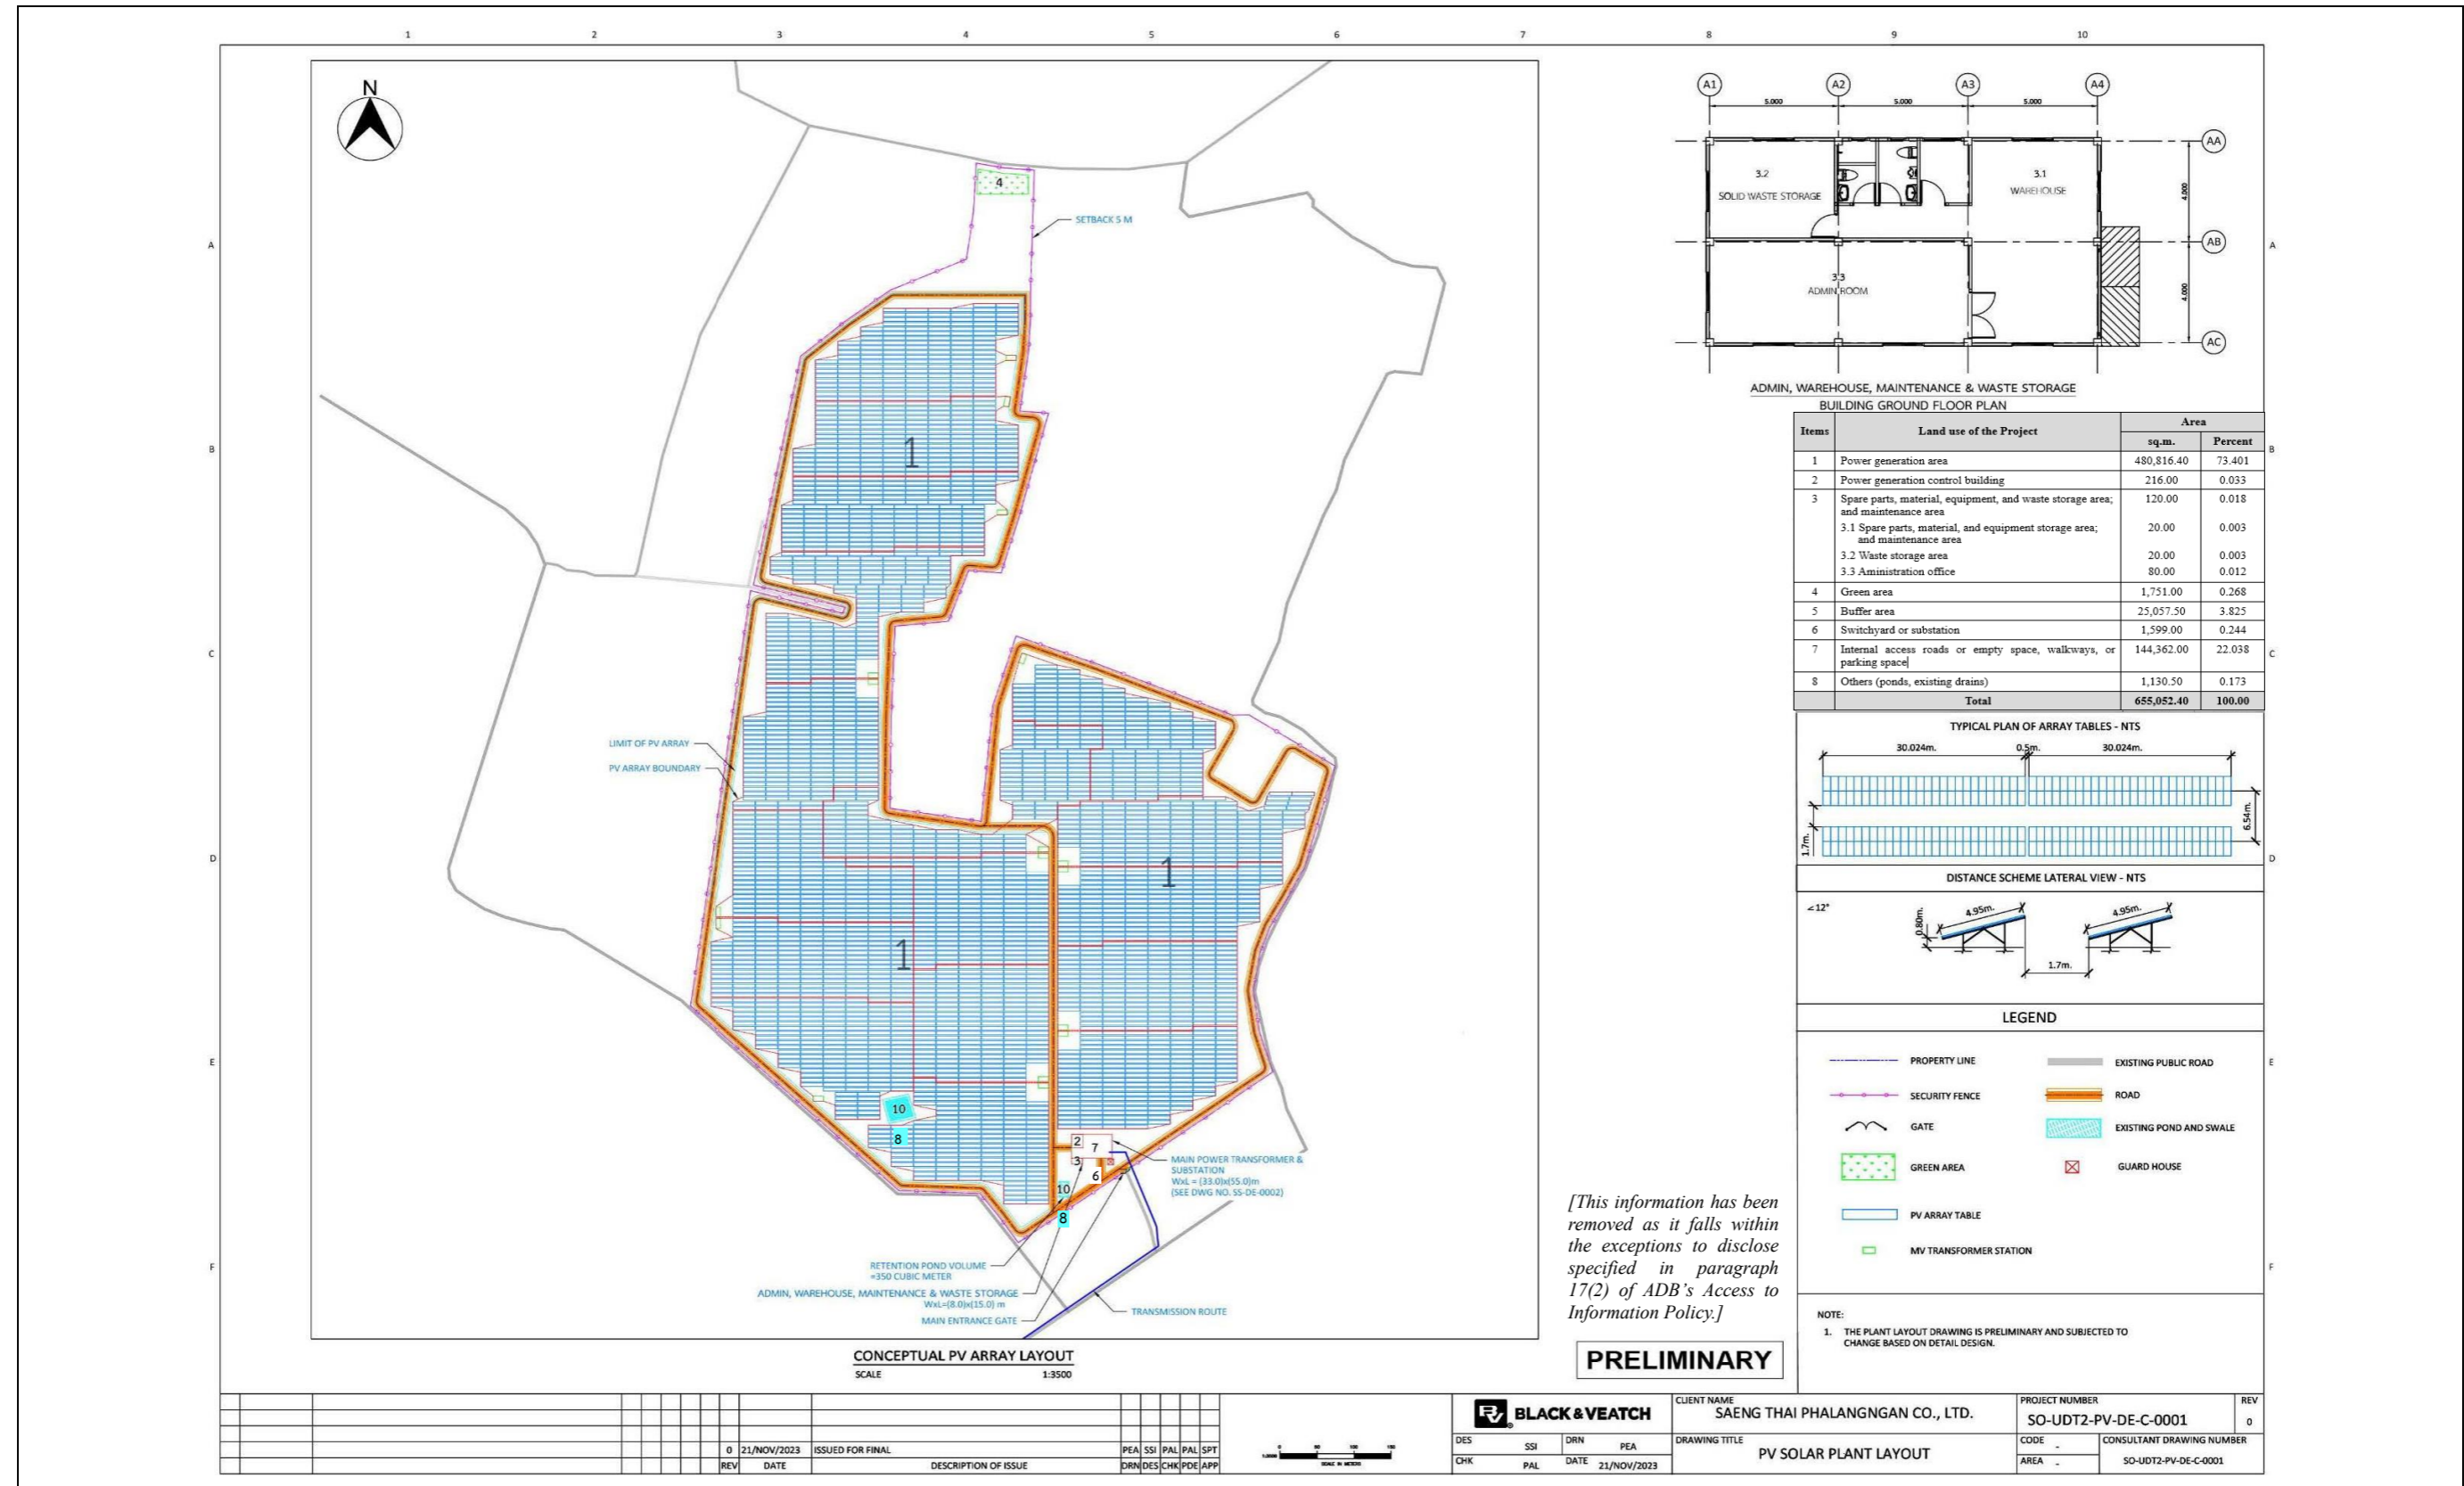 1 2 3 4 5 6 7 8 9 10
A
B
C
D
E
F
A
B
C
D
E
F
N
4
SETBACK 5 M
1
LIMIT OF PV ARRAY
PV ARRAY BOUNDARY
1
1
10
8
2
7
3
6
10
8
MAIN POWER TRANSFORMER &
SUBSTATION
WxL = (33.0)x(55.0)m
(SEE DWG NO. SS-DE-0002)
RETENTION POND VOLUME
=350 CUBIC METER
ADMIN, WAREHOUSE, MAINTENANCE & WASTE STORAGE
WxL=(8.0)x(15.0) m
MAIN ENTRANCE GATE
TRANSMISSION ROUTE
CONCEPTUAL PV ARRAY LAYOUT
SCALE 1:3500
A1 A2 A3 A4
5.000 5.000 5.000
AA
AB
AC
4.000
4.000
3.2
SOLID WASTE STORAGE
3.1
WAREHOUSE
3.3
ADMIN ROOM
ADMIN, WAREHOUSE, MAINTENANCE & WASTE STORAGE
BUILDING GROUND FLOOR PLAN
Items Land use of the Project Area
sq.m. Percent
1 Power generation area 480,816.40 73.401
2 Power generation control building 216.00 0.033
3 Spare parts, material, equipment, and waste storage area; 120.00 0.018
and maintenance area
3.1 Spare parts, material, and equipment storage area; 20.00 0.003
and maintenance area
3.2 Waste storage area 20.00 0.003
3.3 Aministration office 80.00 0.012
4 Green area 1,751.00 0.268
5 Buffer area 25,057.50 3.825
6 Switchyard or substation 1,599.00 0.244
7 Internal access roads or empty space, walkways, or 144,362.00 22.038
parking space
8 Others (ponds, existing drains) 1,130.50 0.173
Total 655,052.40 100.00
TYPICAL PLAN OF ARRAY TABLES - NTS
30.024m. 0.5m. 30.024m.
1.7m.
6.54m.
DISTANCE SCHEME LATERAL VIEW - NTS
∠12°
0.80m.
4.95m.
4.95m.
1.7m.
LEGEND
PROPERTY LINE
EXISTING PUBLIC ROAD
SECURITY FENCE
ROAD
GATE
EXISTING POND AND SWALE
GREEN AREA
GUARD HOUSE
PV ARRAY TABLE
MV TRANSFORMER STATION
NOTE:
1. THE PLANT LAYOUT DRAWING IS PRELIMINARY AND SUBJECTED TO
CHANGE BASED ON DETAIL DESIGN.
[This information has been
removed as it falls within
the exceptions to disclose
specified in paragraph
17(2) of ADB's Access to
Information Policy.]
PRELIMINARY
0 21/NOV/2023 ISSUED FOR FINAL PEA SSI PAL PAL SPT
REV DATE DESCRIPTION OF ISSUE DRN DES CHK PDE APP
SCALE IN METERS
BLACK & VEATCH
DES SSI DRN PEA
CHK PAL DATE 21/NOV/2023
CLIENT NAME
SAENG THAI PHALANGNGAN CO., LTD.
DRAWING TITLE
PV SOLAR PLANT LAYOUT
PROJECT NUMBER REV
SO-UDT2-PV-DE-C-0001 0
CODE - CONSULTANT DRAWING NUMBER
AREA - SO-UDT2-PV-DE-C-0001